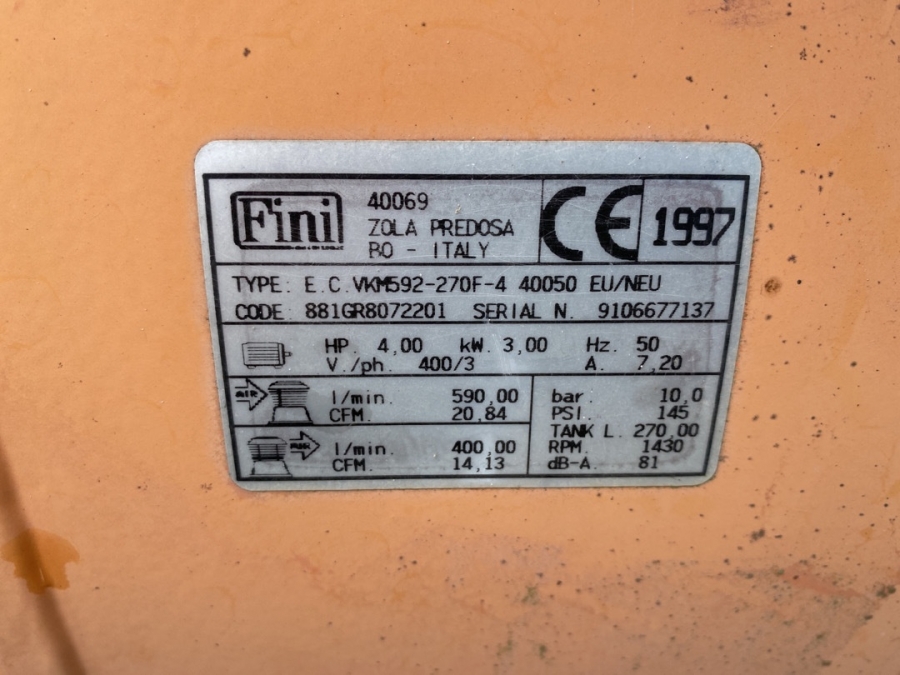 Fini
40069
ZOLA PREDOSA
BO - ITALY
CE 1997
TYPE: E.C.VKM592-270F-4 40050 EU/NEU
CODE: 881GR8072201 SERIAL N. 9106677137
HP. 4,00 kW. 3,00 Hz. 50
V./ph. 400/3 A. 7,20
AIR
l/min. 590,00
CFM. 20,84
l/min. 400,00
CFM. 14,13
bar. 10,0
PSI. 145
TANK L. 270,00
RPM. 1430
dB-A. 81